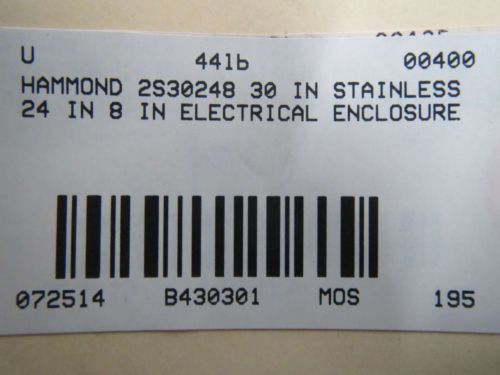 U 441b 00400
HAMMOND 2S30248 30 IN STAINLESS
24 IN 8 IN ELECTRICAL ENCLOSURE
072514 B430301 MOS 195